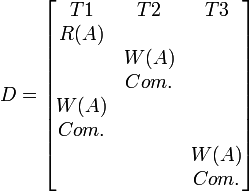 T1 T2 T3
R(A)
W(A)
Com.
D =
W(A)
Com.
W(A)
Com.